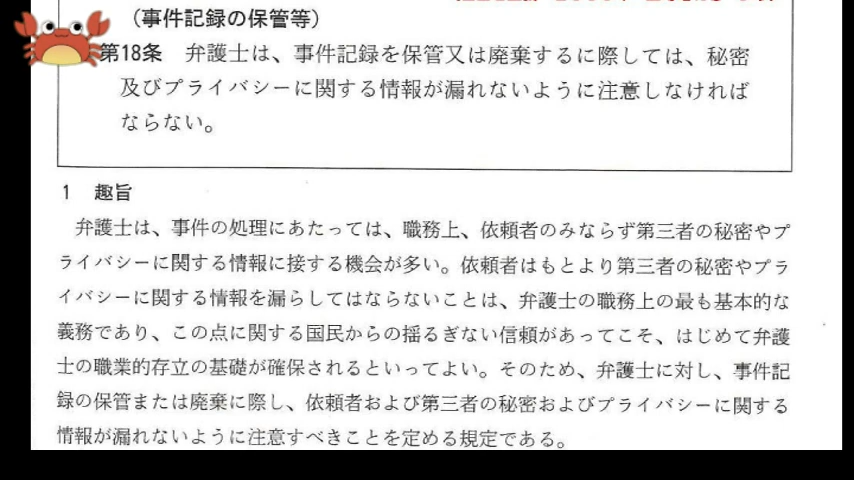 （事件記録の保管等）
第18条　弁護士は、事件記録を保管又は廃棄するに際しては、秘密
及びプライバシーに関する情報が漏れないように注意しなければ
ならない。
1　趣旨
弁護士は、事件の処理にあたっては、職務上、依頼者のみならず第三者の秘密やプ
ライバシーに関する情報に接する機会が多い。依頼者はもとより第三者の秘密やプラ
イバシーに関する情報を漏らしてはならないことは、弁護士の職務上の最も基本的な
義務であり、この点に関する国民からの揺るぎない信頼があってこそ、はじめて弁護
士の職業的存立の基礎が確保されるといってよい。そのため、弁護士に対し、事件記
録の保管または廃棄に際し、依頼者および第三者の秘密およびプライバシーに関する
情報が漏れないように注意すべきことを定める規定である。